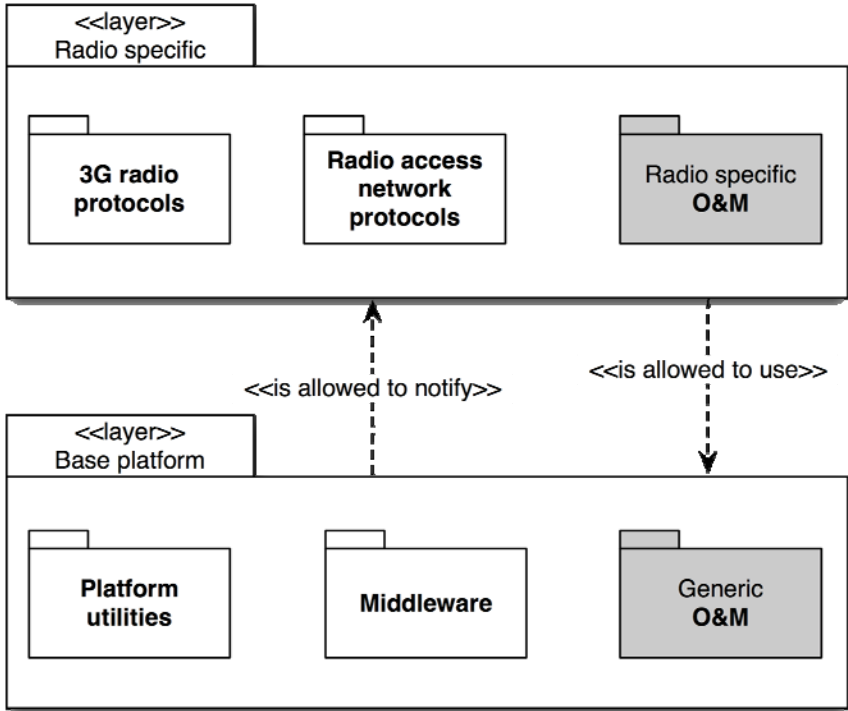 <<layer>>
Radio specific
3G radio
protocols
Radio access
network
protocols
Radio specific
O&M
<<is allowed to notify>>
<<is allowed to use>>
<<layer>>
Base platform
Platform
utilities
Middleware
Generic
O&M